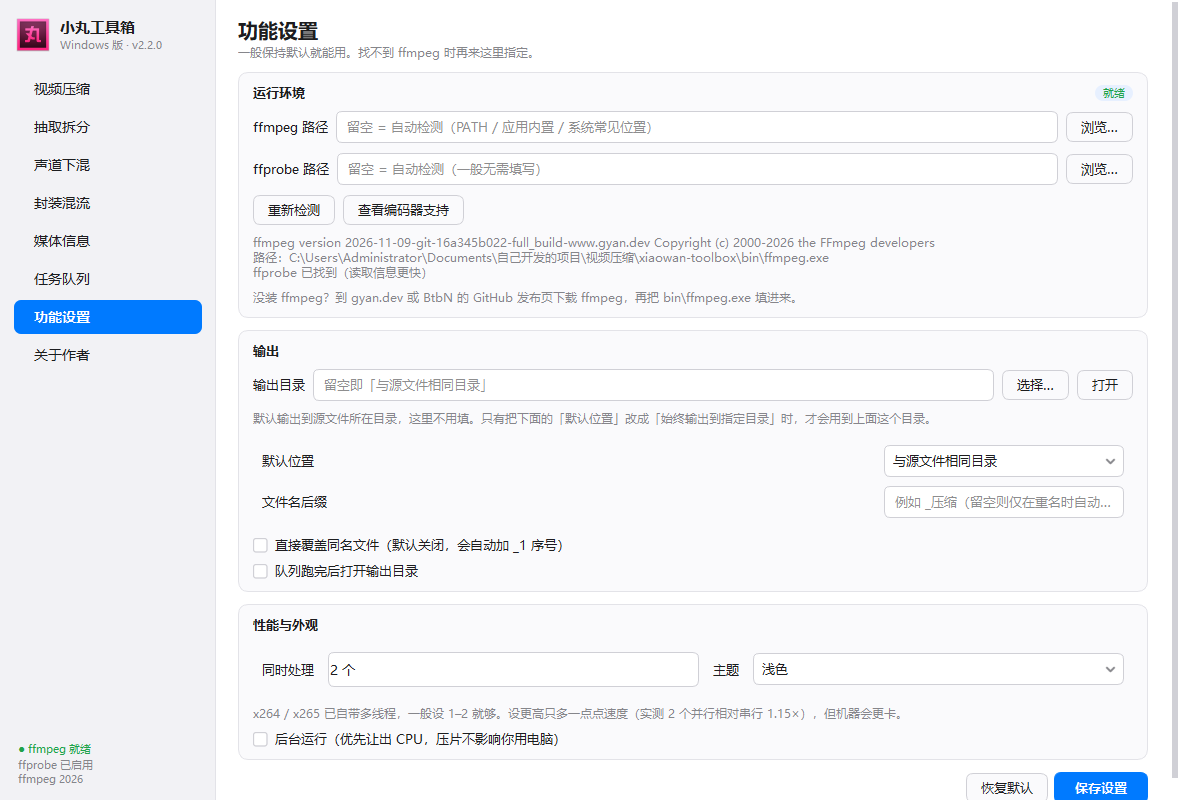 丸
小丸工具箱
Windows 版 · v2.2.0
视频压缩
抽取拆分
声道下混
封装混流
媒体信息
任务队列
功能设置
关于作者
● ffmpeg 就绪
ffprobe 已启用
ffmpeg 2026
功能设置
一般保持默认就能用。找不到 ffmpeg 时再来这里指定。
运行环境 就绪
ffmpeg 路径 留空 = 自动检测（PATH / 应用内置 / 系统常见位置） 浏览...
ffprobe 路径 留空 = 自动检测（一般无需填写） 浏览...
重新检测 查看编码器支持
ffmpeg version 2026-11-09-git-16a345b022-full_build-www.gyan.dev Copyright (c) 2000-2026 the FFmpeg developers
路径：C:\Users\Administrator\Documents\自己开发的项目\视频压缩\xiaowan-toolbox\bin\ffmpeg.exe
ffprobe 已找到（读取信息更快）
没装 ffmpeg？到 gyan.dev 或 BtbN 的 GitHub 发布页下载 ffmpeg，再把 bin\ffmpeg.exe 填进来。
输出
输出目录 留空即「与源文件相同目录」 选择... 打开
默认输出到源文件所在目录，这里不用填。只有把下面的「默认位置」改成「始终输出到指定目录」时，才会用到上面这个目录。
默认位置 与源文件相同目录
文件名后缀 例如 _压缩（留空则仅在重名时自动...
直接覆盖同名文件（默认关闭，会自动加 _1 序号）
队列跑完后打开输出目录
性能与外观
同时处理 2 个 主题 浅色
x264 / x265 已自带多线程，一般设 1–2 就够。设更高只多一点点速度（实测 2 个并行相对串行 1.15×），但机器会更卡。
后台运行（优先让出 CPU，压片不影响你用电脑）
恢复默认 保存设置